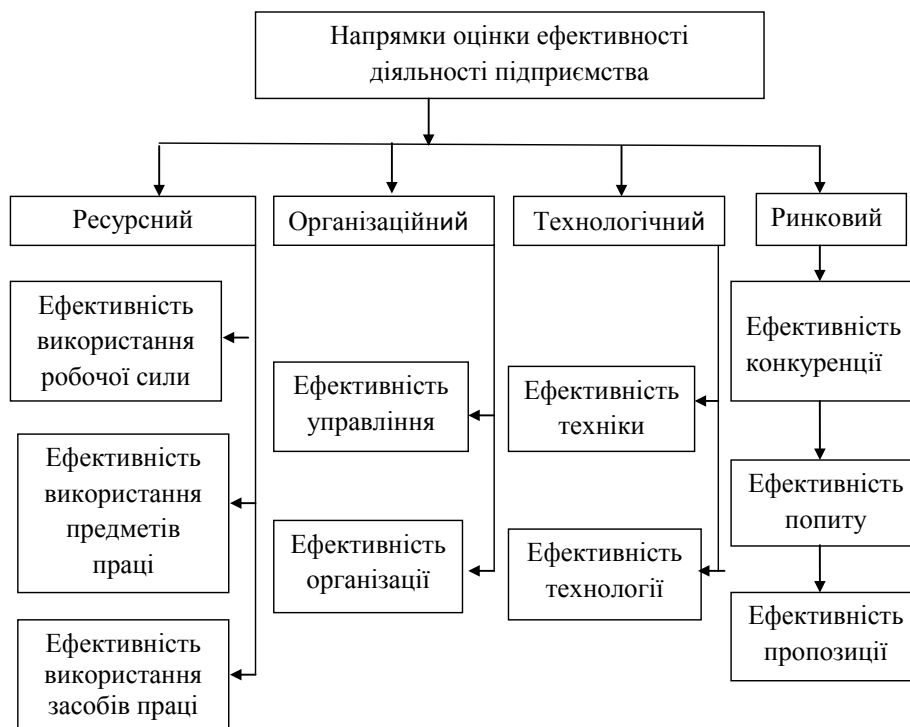 Напрямки оцінки ефективності
діяльності підприємства
Ресурсний
Організаційний
Технологічний
Ринковий
Ефективність
використання
робочої сили
Ефективність
використання
предметів
праці
Ефективність
використання
засобів праці
Ефективність
управління
Ефективність
організації
Ефективність
техніки
Ефективність
технології
Ефективність
конкуренції
Ефективність
попиту
Ефективність
пропозиції